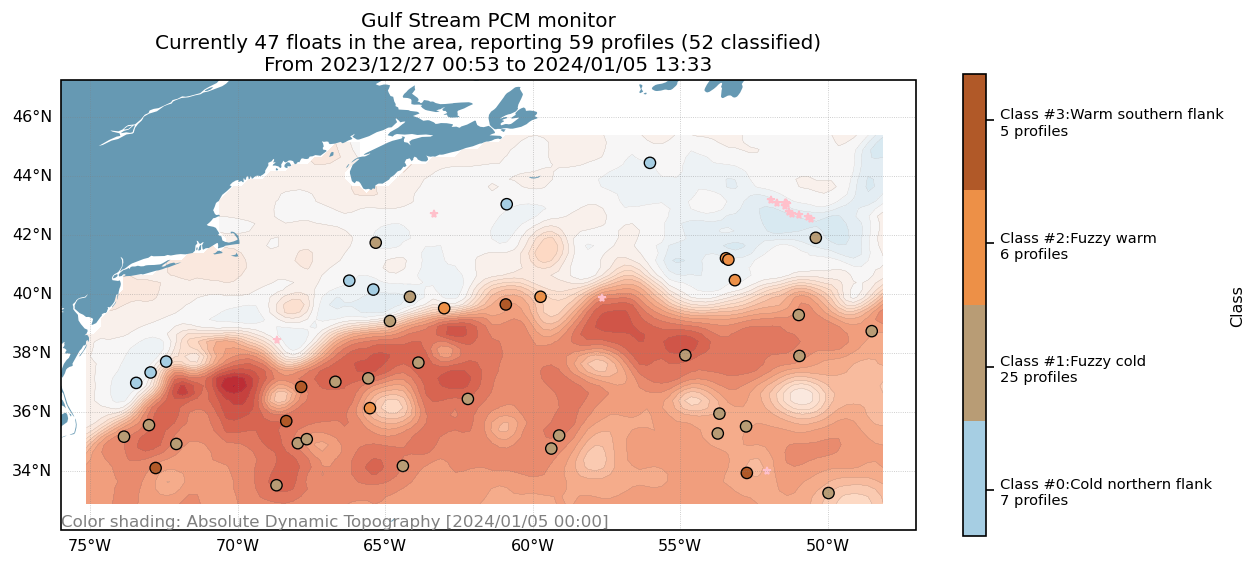 Gulf Stream PCM monitor
Currently 47 floats in the area, reporting 59 profiles (52 classified)
From 2023/12/27 00:53 to 2024/01/05 13:33
46°N
44°N
42°N
40°N
38°N
36°N
34°N
Color shading: Absolute Dynamic Topography [2024/01/05 00:00]
75°W
70°W
65°W
60°W
55°W
50°W
Class #3:Warm southern flank
5 profiles
Class #2:Fuzzy warm
6 profiles
Class #1:Fuzzy cold
25 profiles
Class #0:Cold northern flank
7 profiles
Class